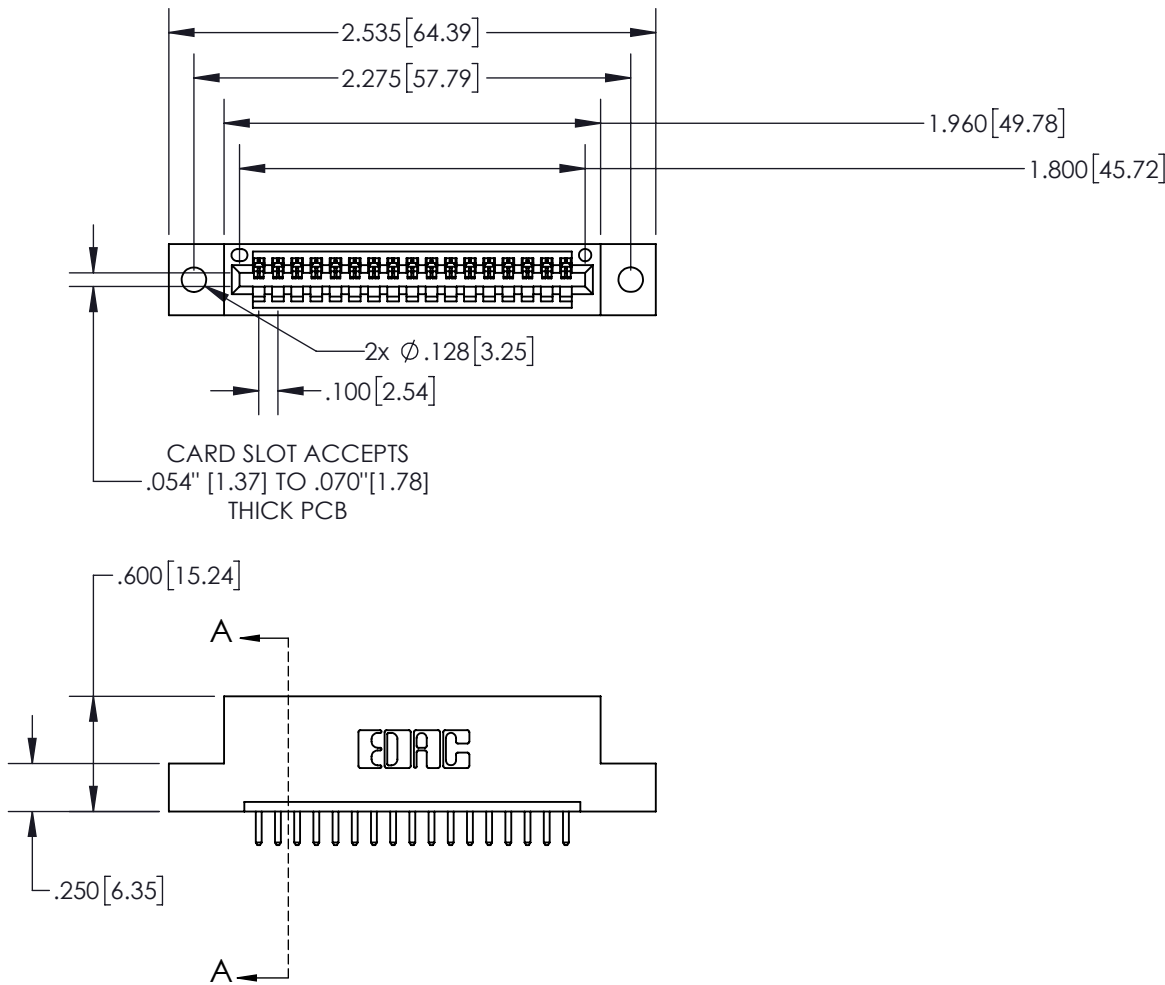 2.535[64.39]
2.275[57.79]
1.960[49.78]
1.800[45.72]
2x ∅.128[3.25]
.100[2.54]
CARD SLOT ACCEPTS
.054" [1.37] TO .070"[1.78]
THICK PCB
.600[15.24]
A
EDAC
.250[6.35]
A